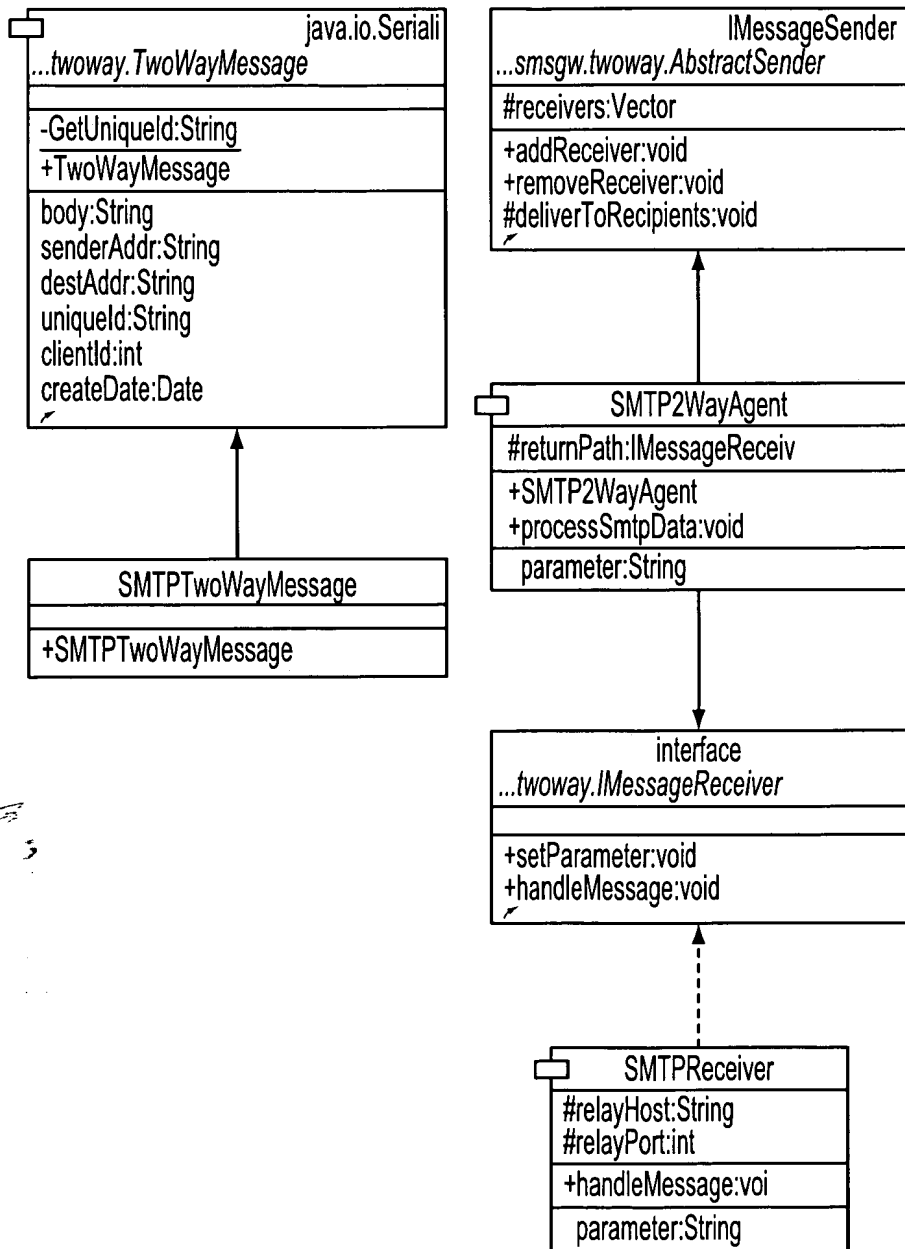 java.io.Seriali
...twoway.TwoWayMessage
-GetUniqueId:String
+TwoWayMessage
body:String
senderAddr:String
destAddr:String
uniqueId:String
clientId:int
createDate:Date
SMTPTwoWayMessage
+SMTPTwoWayMessage
IMessageSender
...smsgw.twoway.AbstractSender
#receivers:Vector
+addReceiver:void
+removeReceiver:void
#deliverToRecipients:void
SMTP2WayAgent
#returnPath:IMessageReceiv
+SMTP2WayAgent
+processSmtpData:void
parameter:String
interface
...twoway.IMessageReceiver
+setParameter:void
+handleMessage:void
SMTPReceiver
#relayHost:String
#relayPort:int
+handleMessage:voi
parameter:String